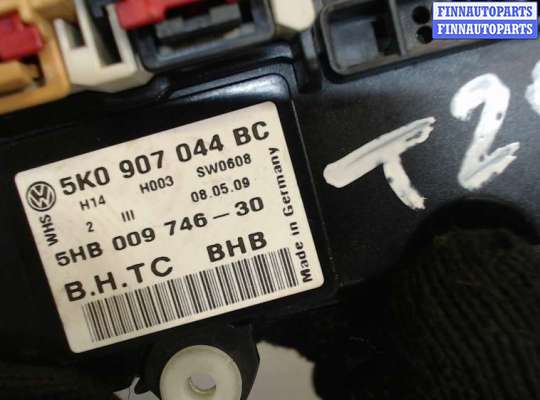 FINNAUTOPARTS
FINNAUTOPARTS
5K0 907 044 BC
H14 H003 SW0608
2 III 08.05.09
5HB 009 746-30
B.H.TC BHB
WHS
Made in Germany